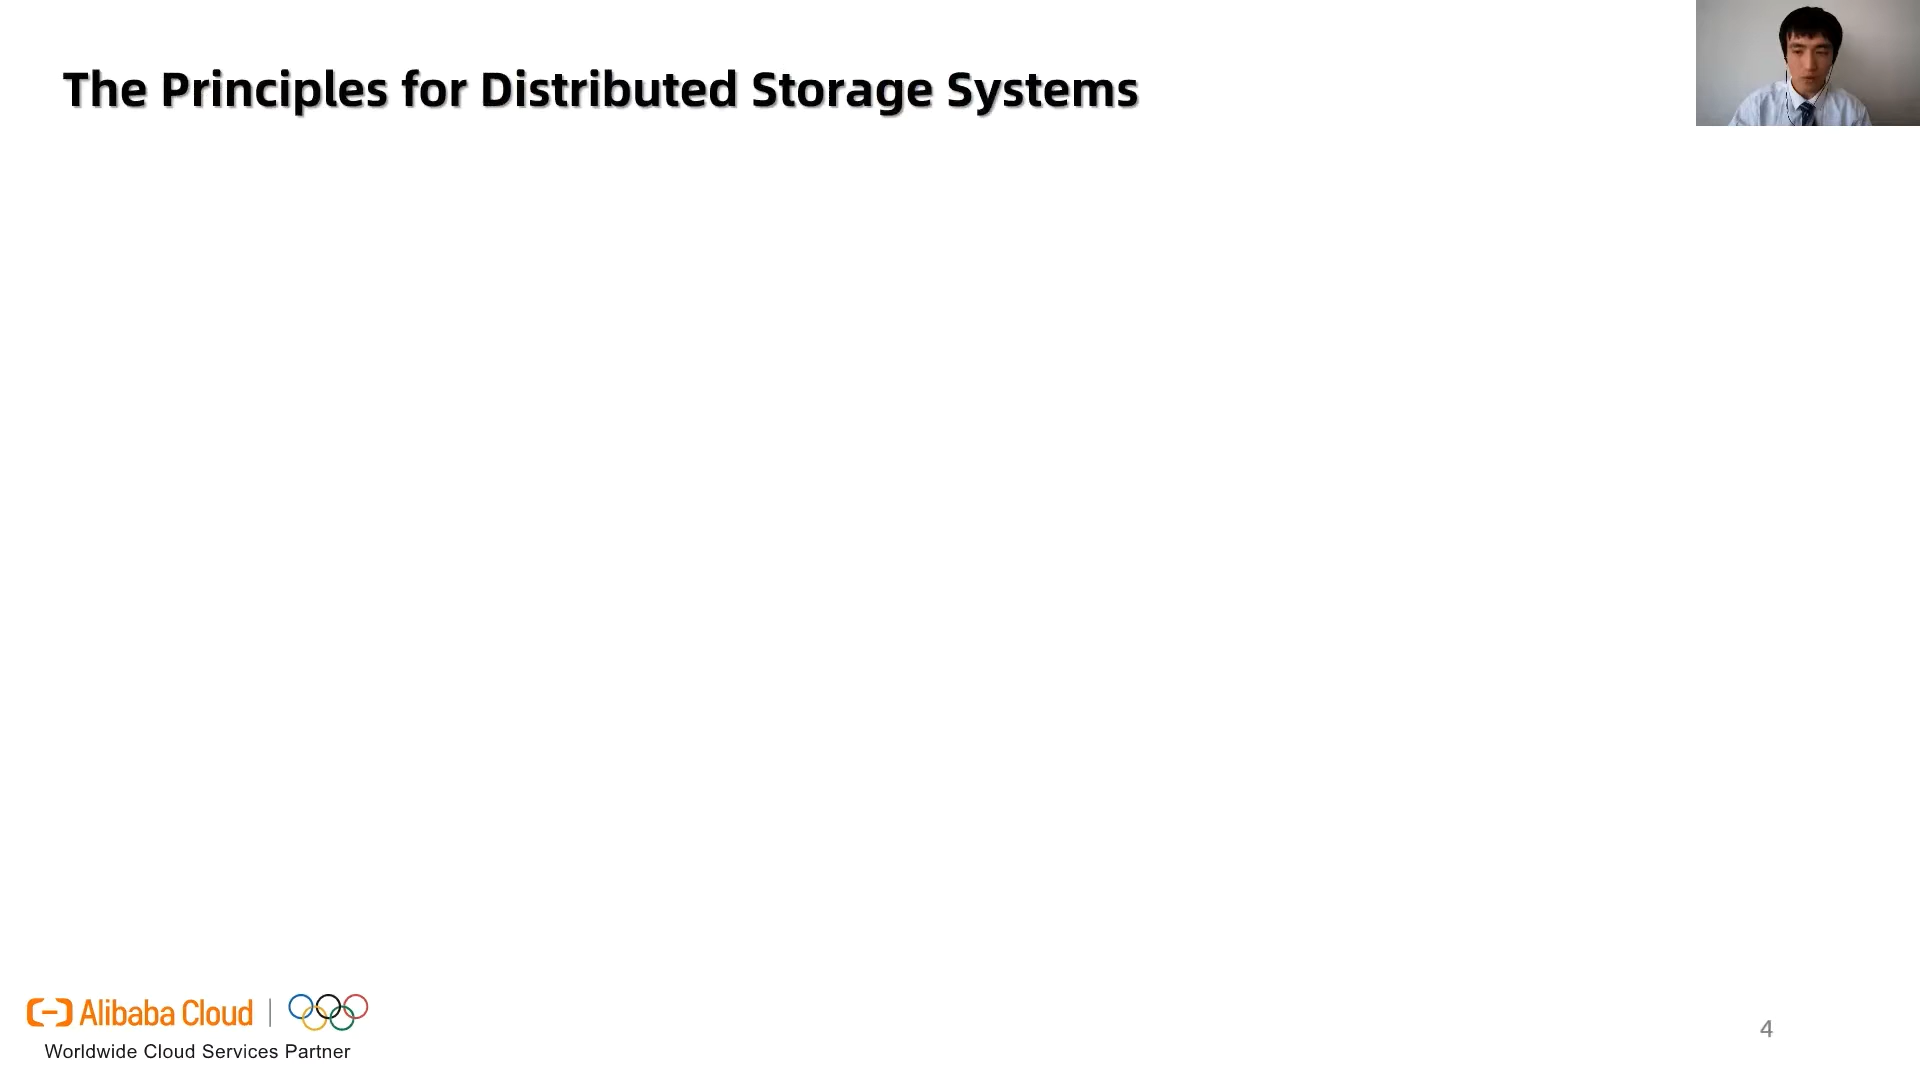 The Principles for Distributed Storage Systems
Alibaba Cloud
Worldwide Cloud Services Partner
4